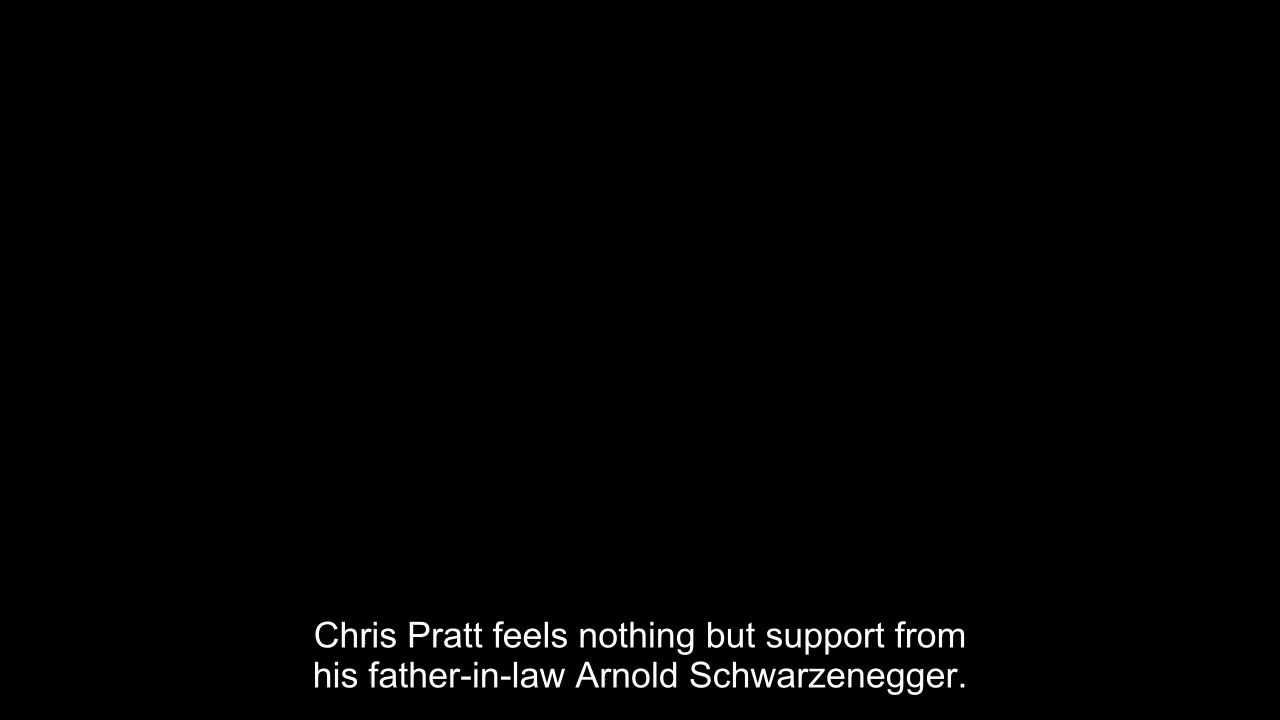 Chris Pratt feels nothing but support from
his father-in-law Arnold Schwarzenegger.